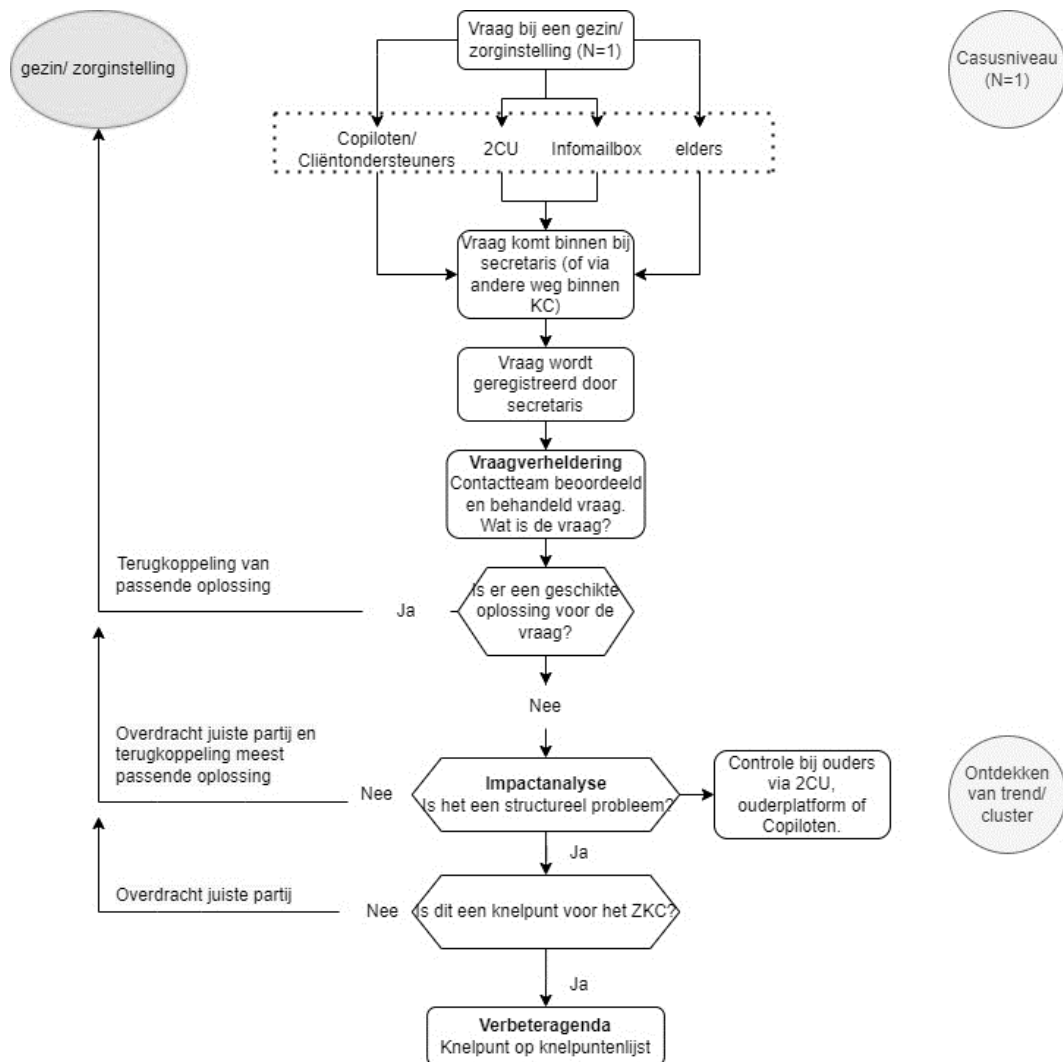 Vraag bij een gezin/
zorginstelling (N=1)
gezin/ zorginstelling
Casusniveau
(N=1)
Copiloten/
Cliëntondersteuners
2CU
Infomailbox
elders
Vraag komt binnen bij
secretaris (of via
andere weg binnen
KC)
Vraag wordt
geregistreerd door
secretaris
Vraagverheldering
Contactteam beoordeeld
en behandeld vraag.
Wat is de vraag?
Terugkoppeling van
passende oplossing
Ja
Is er een geschikte
oplossing voor de
vraag?
Nee
Overdracht juiste partij en
terugkoppeling meest
passende oplossing
Nee
Impactanalyse
Is het een structureel probleem?
Controle bij ouders
via 2CU,
ouderplatform of
Copiloten.
Ontdekken
van trend/
cluster
Ja
Overdracht juiste partij
Nee
Is dit een knelpunt voor het ZKC?
Ja
Verbeteragenda
Knelpunt op knelpuntenlijst